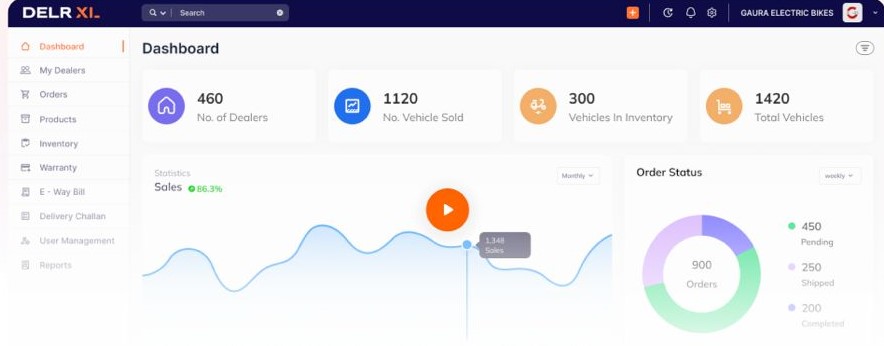 DELR XL
Search
GAURA ELECTRIC BIKES
Dashboard
My Dealers
Orders
Products
Inventory
Warranty
E - Way Bill
Delivery Challan
User Management
Reports
Dashboard
460
No. of Dealers
1120
No. Vehicle Sold
300
Vehicles In Inventory
1420
Total Vehicles
Statistics
Sales 86.3%
Monthly
1,348
Sales
Order Status
weekly
900
Orders
450
Pending
250
Shipped
200
Completed